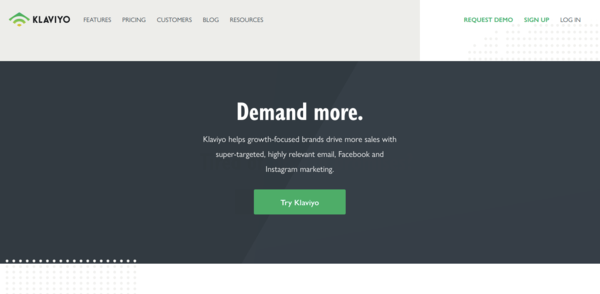 KLAVIYO FEATURES PRICING CUSTOMERS BLOG RESOURCES REQUEST DEMO SIGN UP LOG IN
Demand more.
Klaviyo helps growth-focused brands drive more sales with
super-targeted, highly relevant email, Facebook and
Instagram marketing.
Try Klaviyo